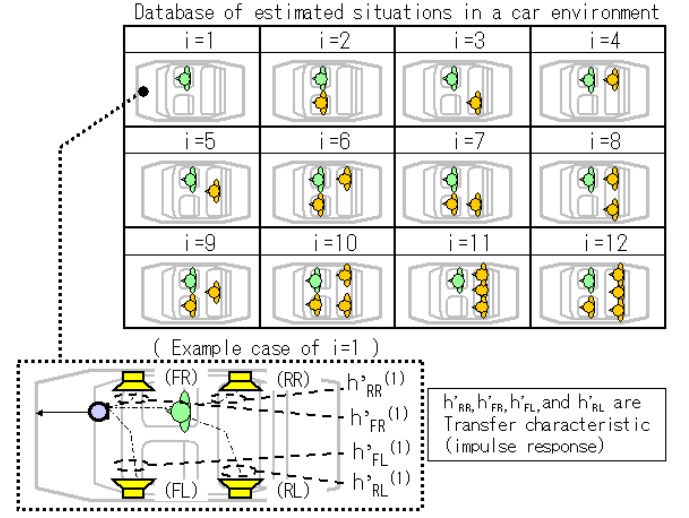 Database of estimated situations in a car environment
i=1 i=2 i=3 i=4
i=5 i=6 i=7 i=8
i=9 i=10 i=11 i=12
( Example case of i=1 )
(FR) (RR)
h'RR(1)
h'FR(1)
h'FL(1)
(FL) (RL) h'RL(1)
h'RR,h'FR,h'FL,and h'RL are
Transfer characteristic
(impulse response)